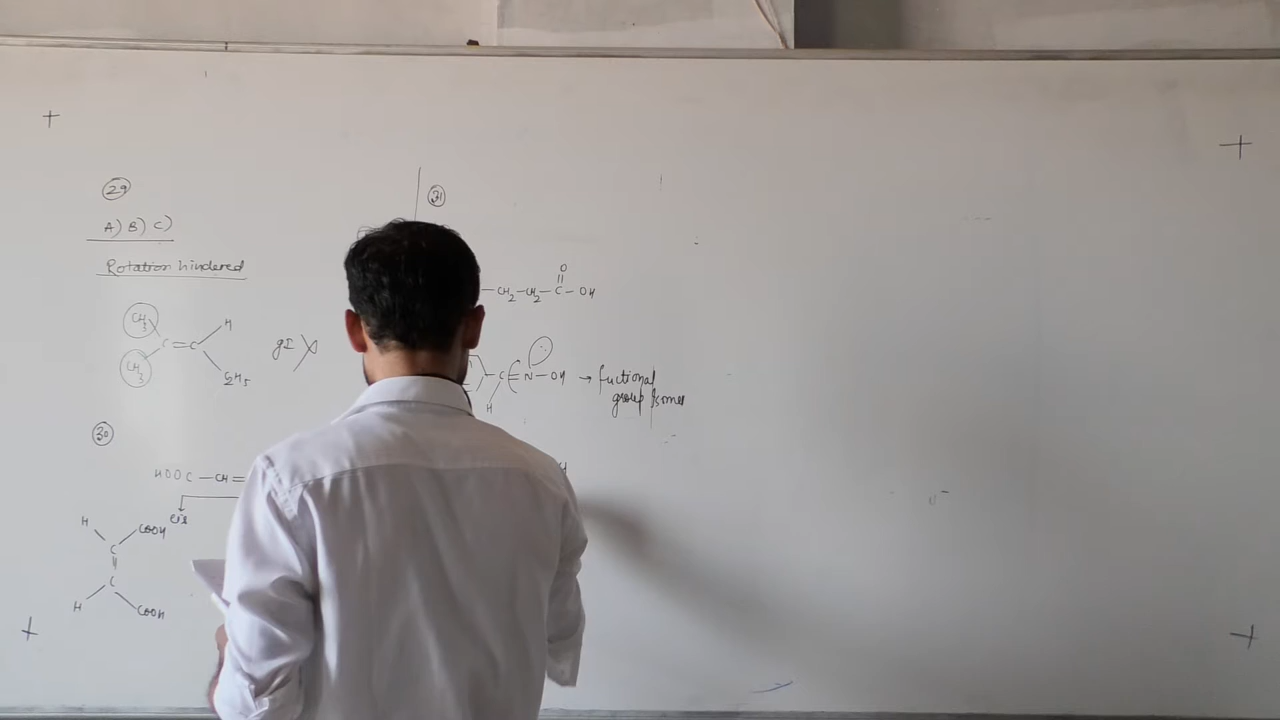 29
A) B) C)
Rotation hindered
CH3
H
C=C
CH3
C2H5
gI X
30
HOOC-CH=
cis
H
COOH
C
||
C
H
COOH
31
O
||
-CH2-CH2-C-OH
-C=N-OH → fuctional
H
group